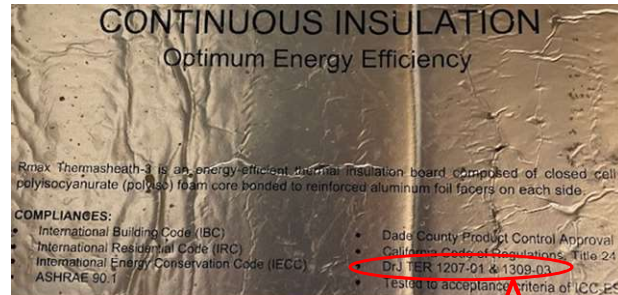 CONTINUOUS INSULATION
Optimum Energy Efficiency
Rmax Thermasheath-3 is an energy-efficient thermal insulation board composed of closed cell
polyisocyanurate (polyiso) foam core bonded to reinforced aluminum foil facers on each side.
COMPLIANCES:
• International Building Code (IBC)
• International Residential Code (IRC)
• International Energy Conservation Code (IECC)
• ASHRAE 90.1
• Dade County Product Control Approval
• California Code of Regulations, Title 24
• DrJ TER 1207-01 & 1309-03
• Tested to acceptance criteria of ICC-ES